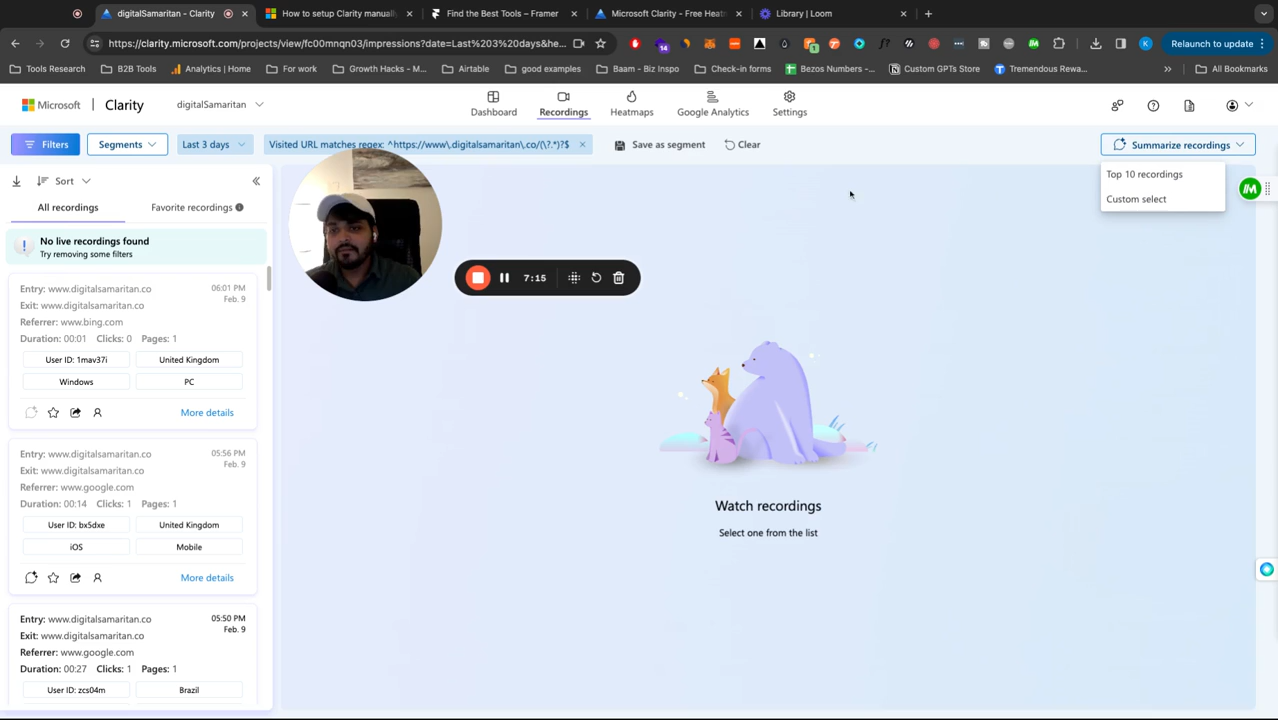 digitalSamaritan - Clarity
How to setup Clarity manuall
Find the Best Tools – Framer
Microsoft Clarity - Free Heatm
Library | Loom
https://clarity.microsoft.com/projects/view/fc00mnqn03/impressions?date=Last%203%20days&he...
14
1
Relaunch to update
Tools Research
B2B Tools
Analytics | Home
For work
Growth Hacks - M...
Airtable
good examples
Baam - Biz Inspo
Check-in forms
Bezos Numbers -...
Custom GPTs Store
Tremendous Rewa...
All Bookmarks
Microsoft | Clarity
digitalSamaritan
Dashboard
Recordings
Heatmaps
Google Analytics
Settings
Filters
Segments
Last 3 days
Visited URL matches regex: ^https://www\.digitalsamaritan\.co/(\?.*)?$
Save as segment
Clear
Summarize recordings
Top 10 recordings
Custom select
Sort
All recordings
Favorite recordings
No live recordings found
Try removing some filters
7:15
Entry: www.digitalsamaritan.co
06:01 PM
Feb. 9
Exit: www.digitalsamaritan.co
Referrer: www.bing.com
Duration: 00:01 Clicks: 0 Pages: 1
User ID: 1mav37i
United Kingdom
Windows
PC
More details
Entry: www.digitalsamaritan.co
05:56 PM
Feb. 9
Exit: www.digitalsamaritan.co
Referrer: www.google.com
Duration: 00:14 Clicks: 1 Pages: 1
User ID: bx5dxe
United Kingdom
iOS
Mobile
More details
Entry: www.digitalsamaritan.co
05:50 PM
Feb. 9
Exit: www.digitalsamaritan.co
Referrer: www.google.com
Duration: 00:27 Clicks: 1 Pages: 1
User ID: zcs04m
Brazil
Watch recordings
Select one from the list